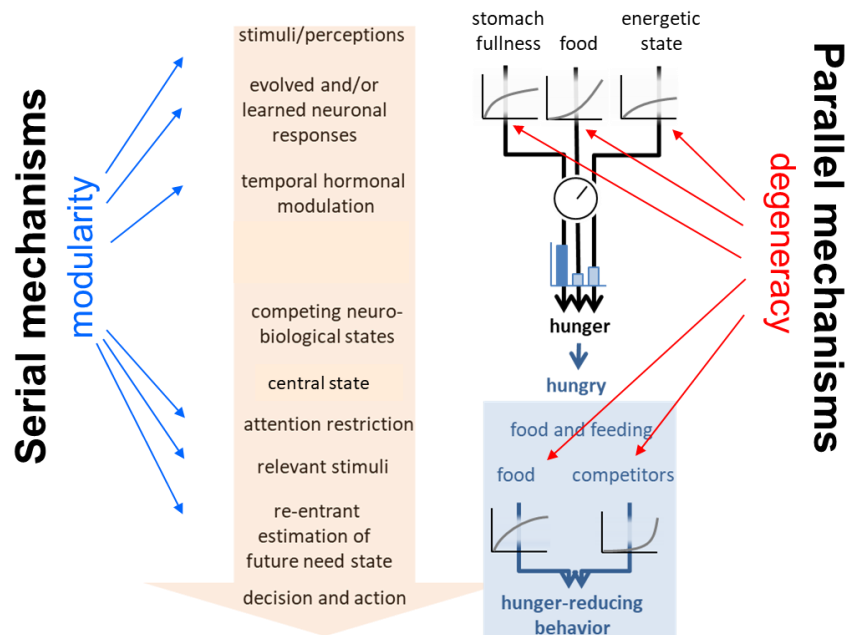 Serial mechanisms
modularity
stimuli/perceptions
evolved and/or
learned neuronal
responses
temporal hormonal
modulation
competing neuro-
biological states
central state
attention restriction
relevant stimuli
re-entrant
estimation of
future need state
decision and action
stomach
fullness
food
energetic
state
hunger
hungry
food and feeding
food
competitors
hunger-reducing
behavior
degeneracy
Parallel mechanisms